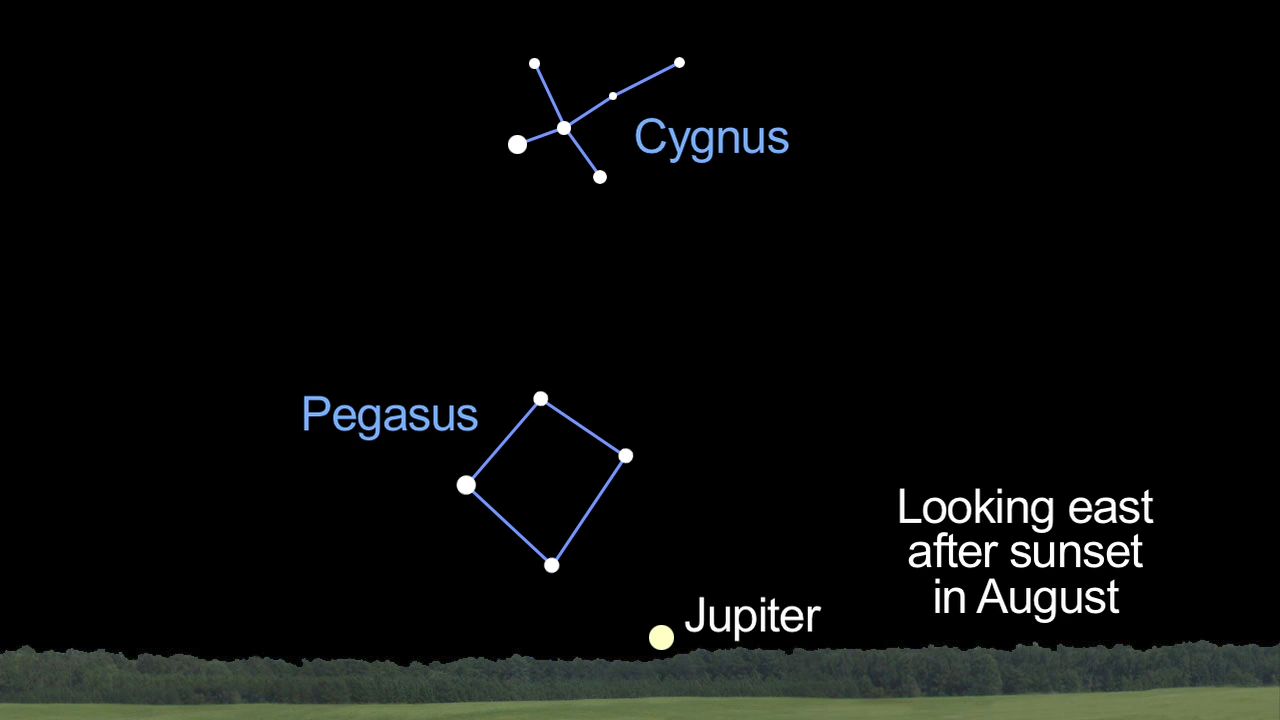 Cygnus
Pegasus
Looking east
after sunset
in August
Jupiter